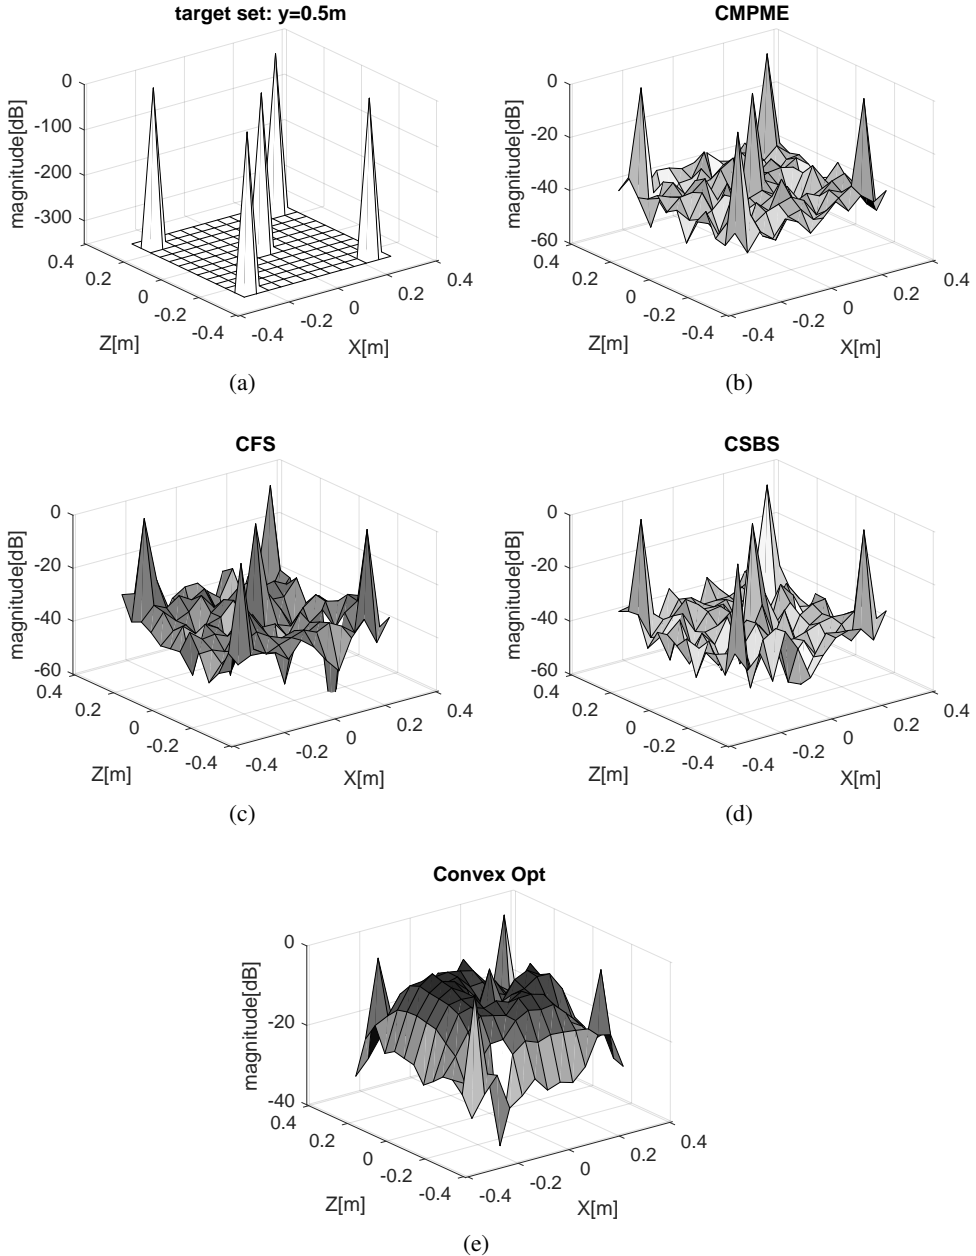 target set: y=0.5m
magnitude[dB]
0
-100
-200
-300
0.4
0.2
0
-0.2
-0.4
Z[m]
-0.4
-0.2
0
0.2
0.4
X[m]
(a)
CMPME
magnitude[dB]
0
-20
-40
-60
0.4
0.2
0
-0.2
-0.4
Z[m]
-0.4
-0.2
0
0.2
0.4
X[m]
(b)
CFS
magnitude[dB]
0
-20
-40
-60
0.4
0.2
0
-0.2
-0.4
Z[m]
-0.4
-0.2
0
0.2
0.4
X[m]
(c)
CSBS
magnitude[dB]
0
-20
-40
-60
0.4
0.2
0
-0.2
-0.4
Z[m]
-0.4
-0.2
0
0.2
0.4
X[m]
(d)
Convex Opt
magnitude[dB]
0
-20
-40
0.4
0.2
0
-0.2
-0.4
Z[m]
-0.4
-0.2
0
0.2
0.4
X[m]
(e)